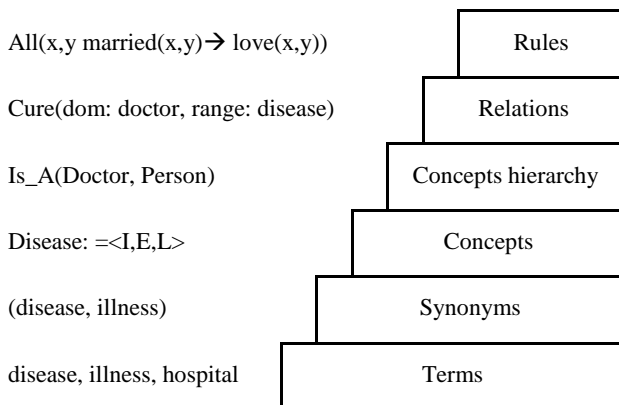 All(x,y married(x,y)→ love(x,y)) Rules
Cure(dom: doctor, range: disease) Relations
Is_A(Doctor, Person) Concepts hierarchy
Disease: =<I,E,L> Concepts
(disease, illness) Synonyms
disease, illness, hospital Terms